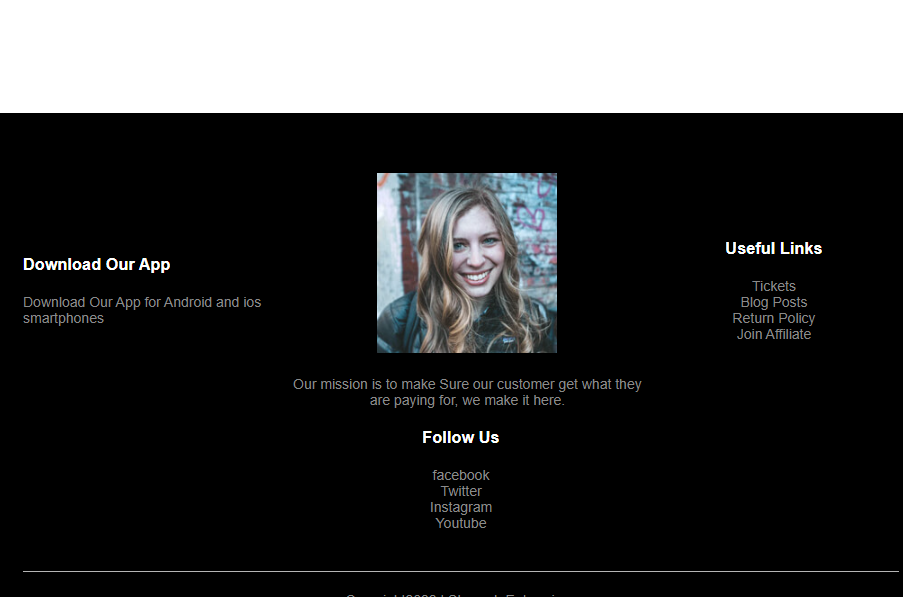 Download Our App
Download Our App for Android and ios
smartphones
Our mission is to make Sure our customer get what they
are paying for, we make it here.
Useful Links
Tickets
Blog Posts
Return Policy
Join Affiliate
Follow Us
facebook
Twitter
Instagram
Youtube